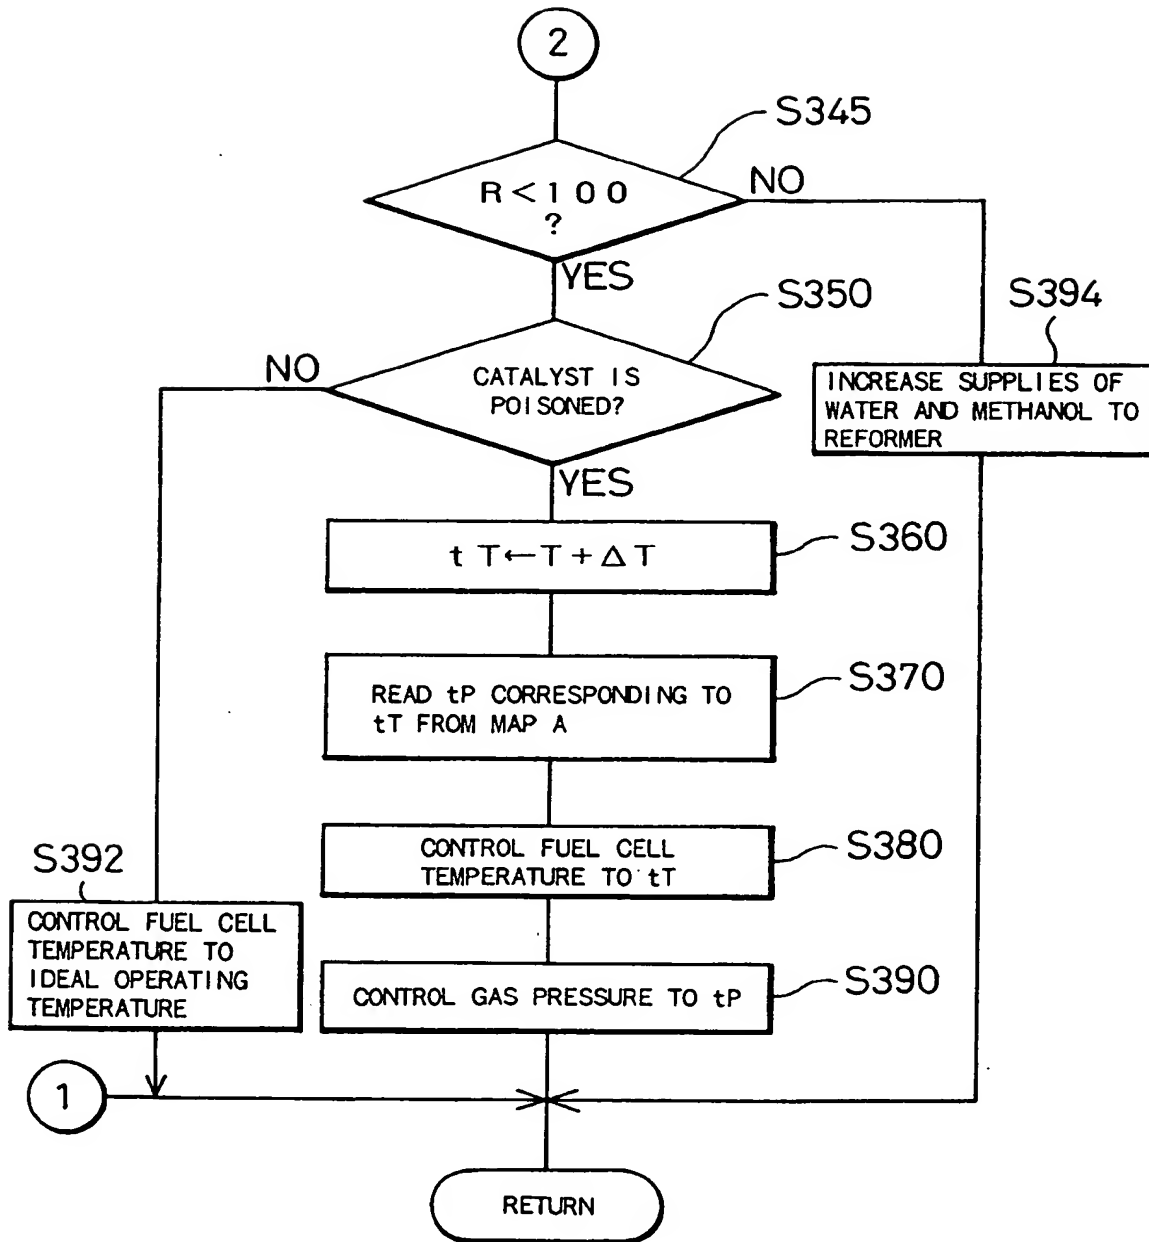 2
S345
R<100
?
NO
YES
S350
S394
NO
CATALYST IS
POISONED?
INCREASE SUPPLIES OF
WATER AND METHANOL TO
REFORMER
YES
S360
tT←T+ΔT
S370
READ tP CORRESPONDING TO
tT FROM MAP A
S380
CONTROL FUEL CELL
TEMPERATURE TO tT
S392
CONTROL FUEL CELL
TEMPERATURE TO
IDEAL OPERATING
TEMPERATURE
S390
CONTROL GAS PRESSURE TO tP
1
RETURN